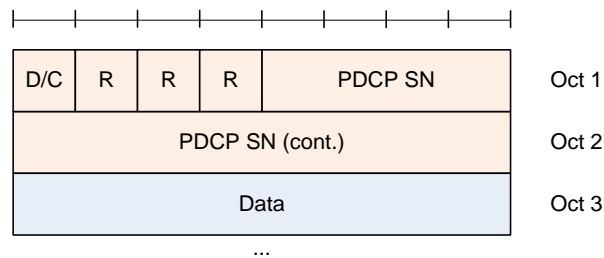 D/C R R R PDCP SN Oct 1
PDCP SN (cont.) Oct 2
Data Oct 3
...